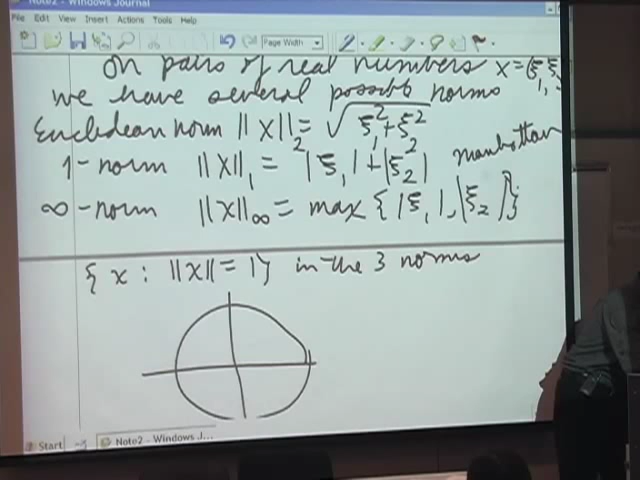 Note2 - Windows Journal
File Edit View Insert Actions Tools Help
Page Width
on pairs of real numbers x = (ξ1, ξ
we have several possible norms
Euclidean norm ||x||2 = √ξ1² + ξ2²
1-norm ||x||1 = |ξ1| + |ξ2| manhattan
∞-norm ||x||∞ = max {|ξ1|, |ξ2|}
{x : ||x|| = 1} in the 3 norms
Start Note2 - Windows J...